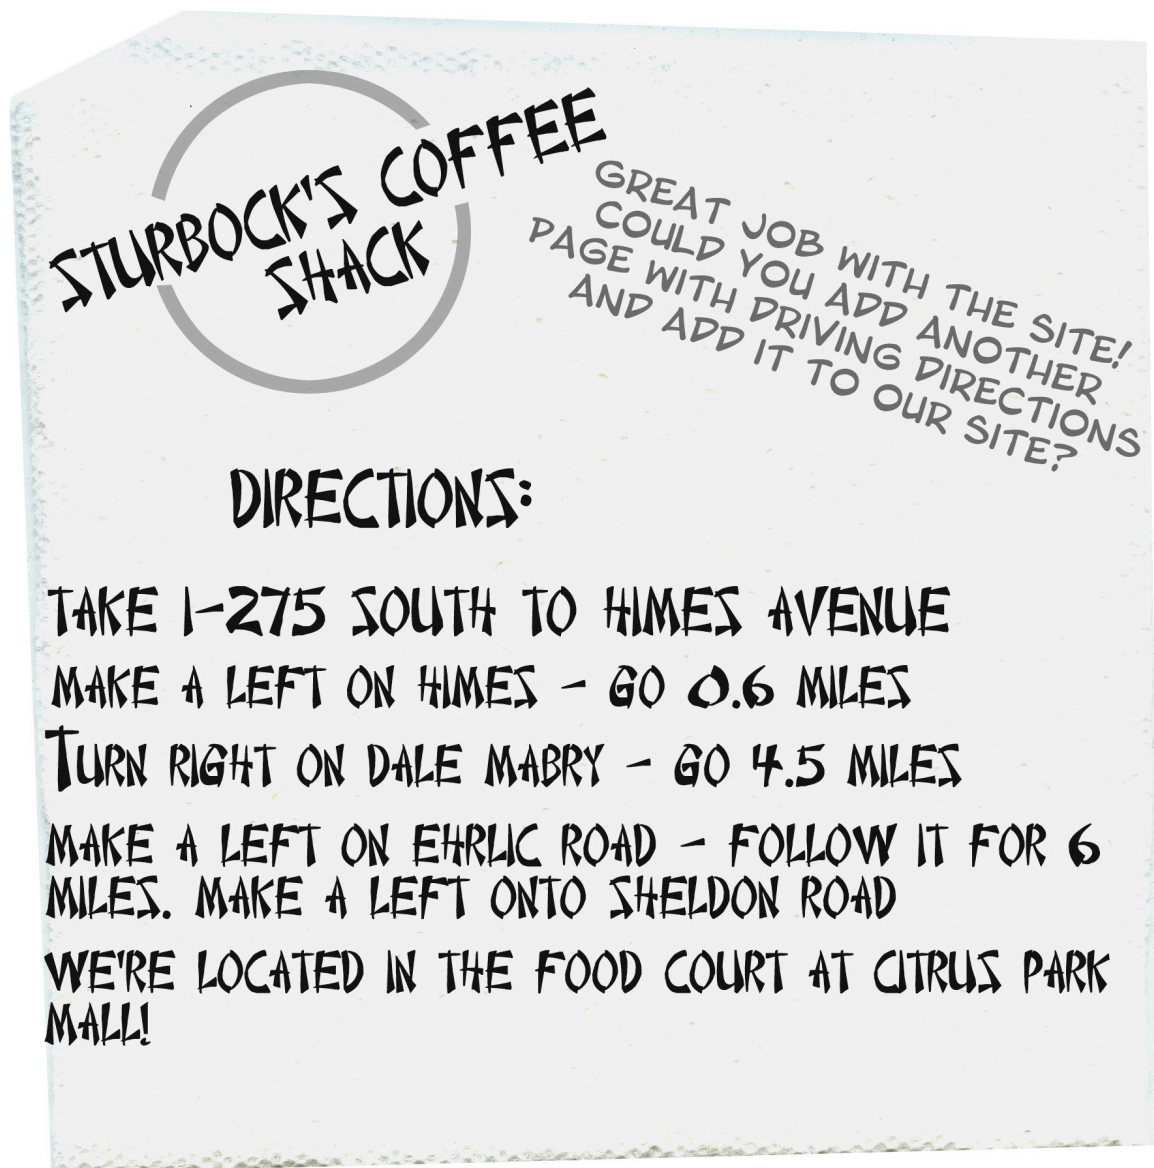 STURBOCK'S COFFEE
SHACK
GREAT JOB WITH THE SITE!
COULD YOU ADD ANOTHER
PAGE WITH DRIVING DIRECTIONS
AND ADD IT TO OUR SITE?
DIRECTIONS:
TAKE I-275 SOUTH TO HIMES AVENUE
MAKE A LEFT ON HIMES - GO 0.6 MILES
TURN RIGHT ON DALE MABRY - GO 4.5 MILES
MAKE A LEFT ON EHRLIC ROAD - FOLLOW IT FOR 6
MILES. MAKE A LEFT ONTO SHELDON ROAD
WE'RE LOCATED IN THE FOOD COURT AT CITRUS PARK
MALL!